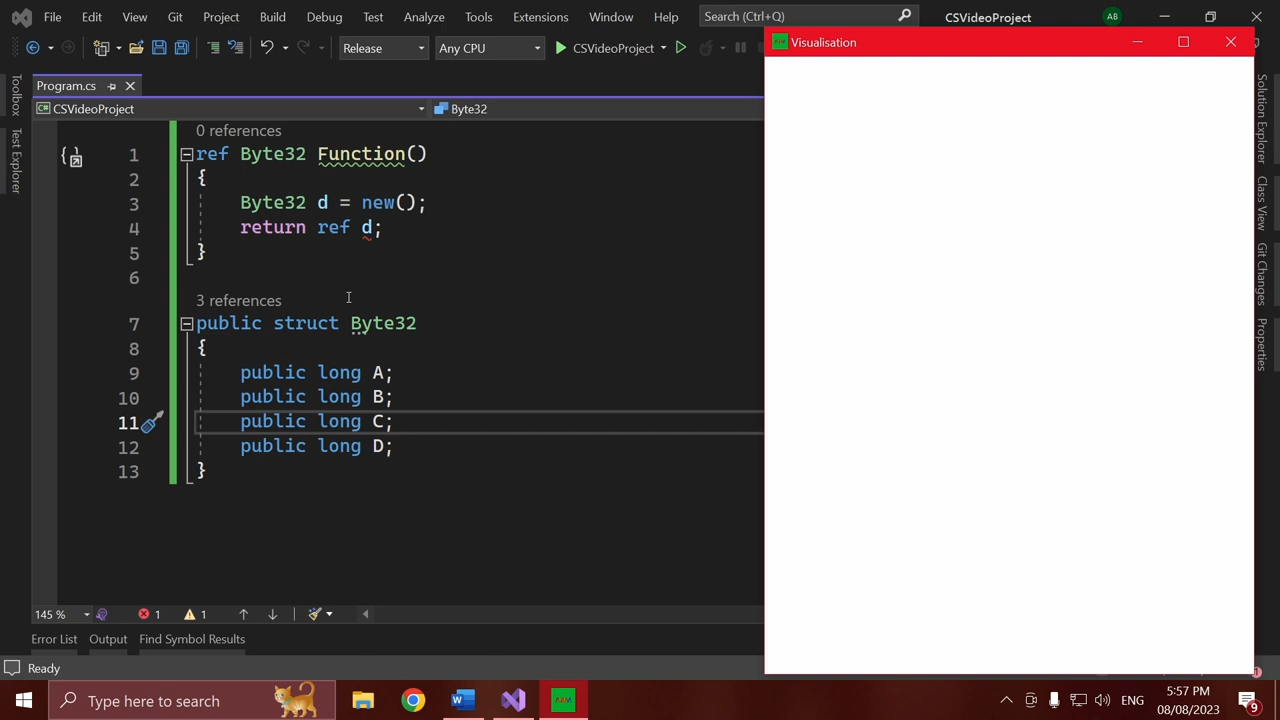 File Edit View Git Project Build Debug Test Analyze Tools Extensions Window Help Search (Ctrl+Q) CSVideoProject AB
Release Any CPU CSVideoProject
Visualisation
Program.cs
CSVideoProject Byte32
Toolbox
Test Explorer
Solution Explorer
Class View
Git Changes
Properties
0 references
1 ref Byte32 Function()
2 {
3 Byte32 d = new();
4 return ref d;
5 }
6
3 references
7 public struct Byte32
8 {
9 public long A;
10 public long B;
11 public long C;
12 public long D;
13 }
145 % 1 1
Error List Output Find Symbol Results
Ready
1
Type here to search
ENG
5:57 PM
08/08/2023
9